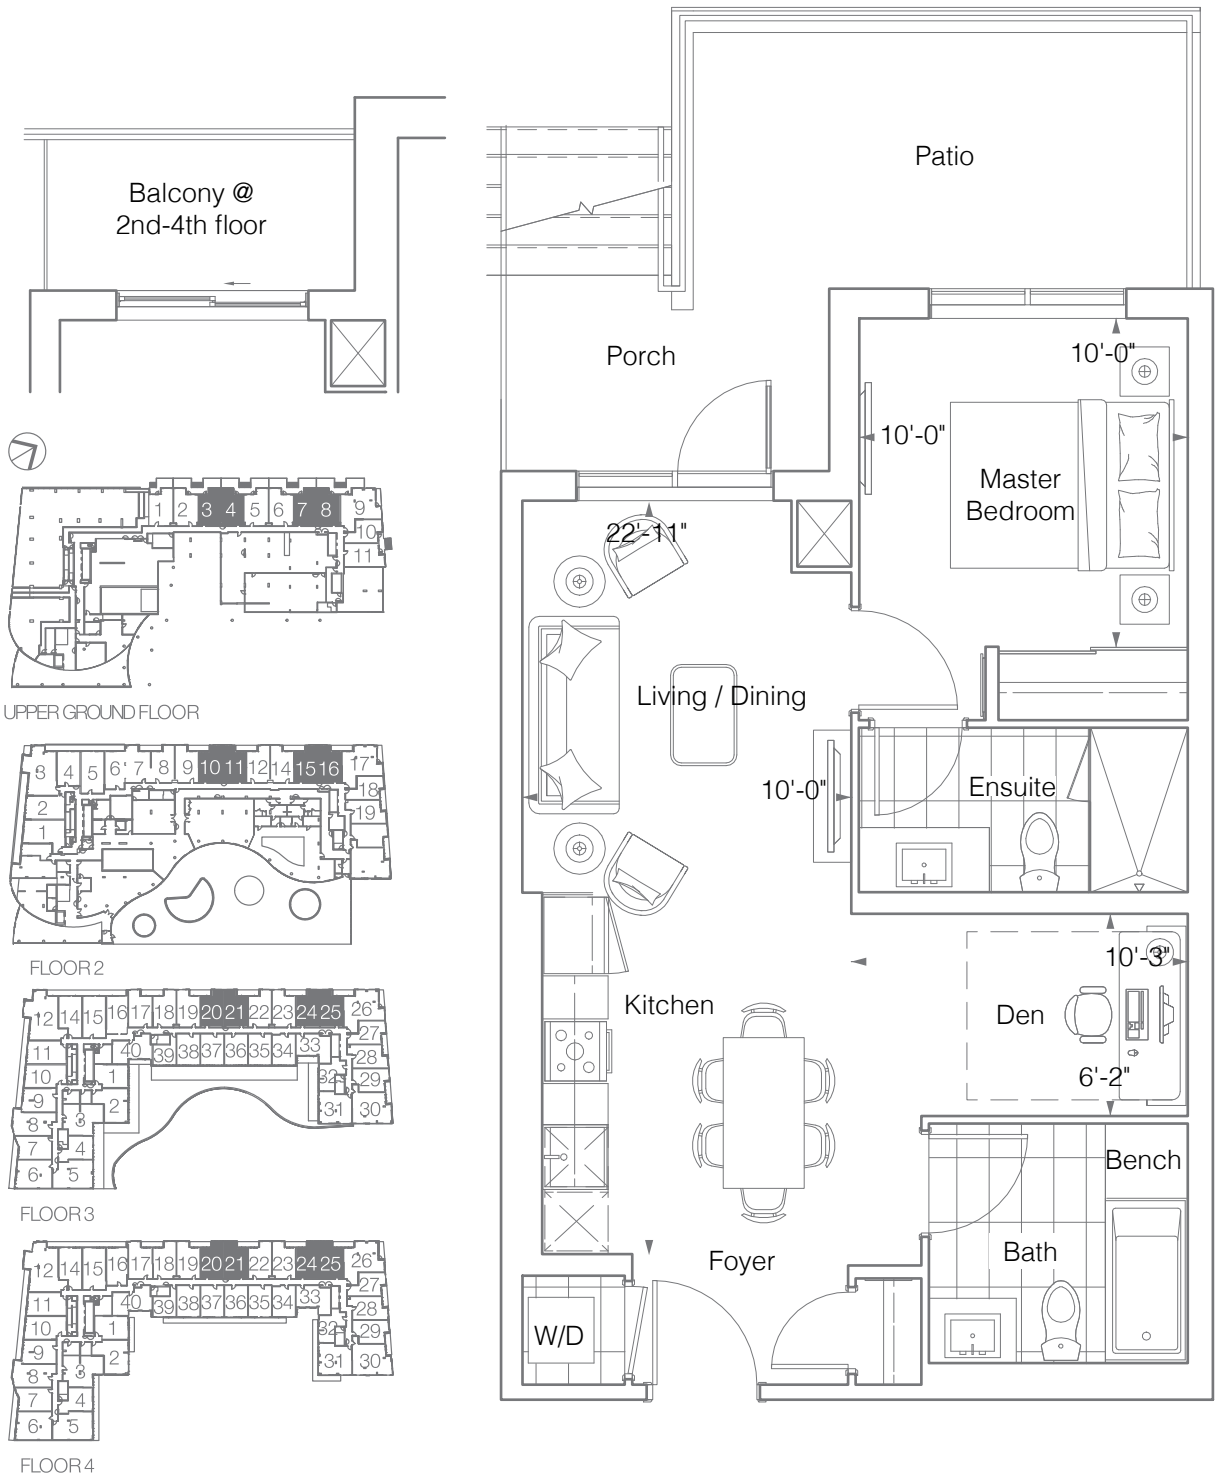 Patio
Balcony @
2nd-4th floor
Porch
10'-0"
10'-0"
Master
Bedroom
22'-11"
Living / Dining
10'-0"
Ensuite
10'-3"
Kitchen
Den
6'-2"
Bench
Foyer
Bath
W/D
1 2 3 4 5 6 7 8 9
10
11
UPPER GROUND FLOOR
3 4 5 6 7 8 9 10 11 12 14 15 16 17
18
2
19
1
FLOOR 2
12 14 15 16 17 18 19 20 21 22 23 24 25 26
27
11 40 39 38 37 36 35 34 33 28
10 1 32 29
9 2 31 30
8 3
7 4
6 5
FLOOR 3
12 14 15 16 17 18 19 20 21 22 23 24 25 26
27
11 40 39 38 37 36 35 34 33 28
10 1 32 29
9 2 31 30
8 3
7 4
6 5
FLOOR 4